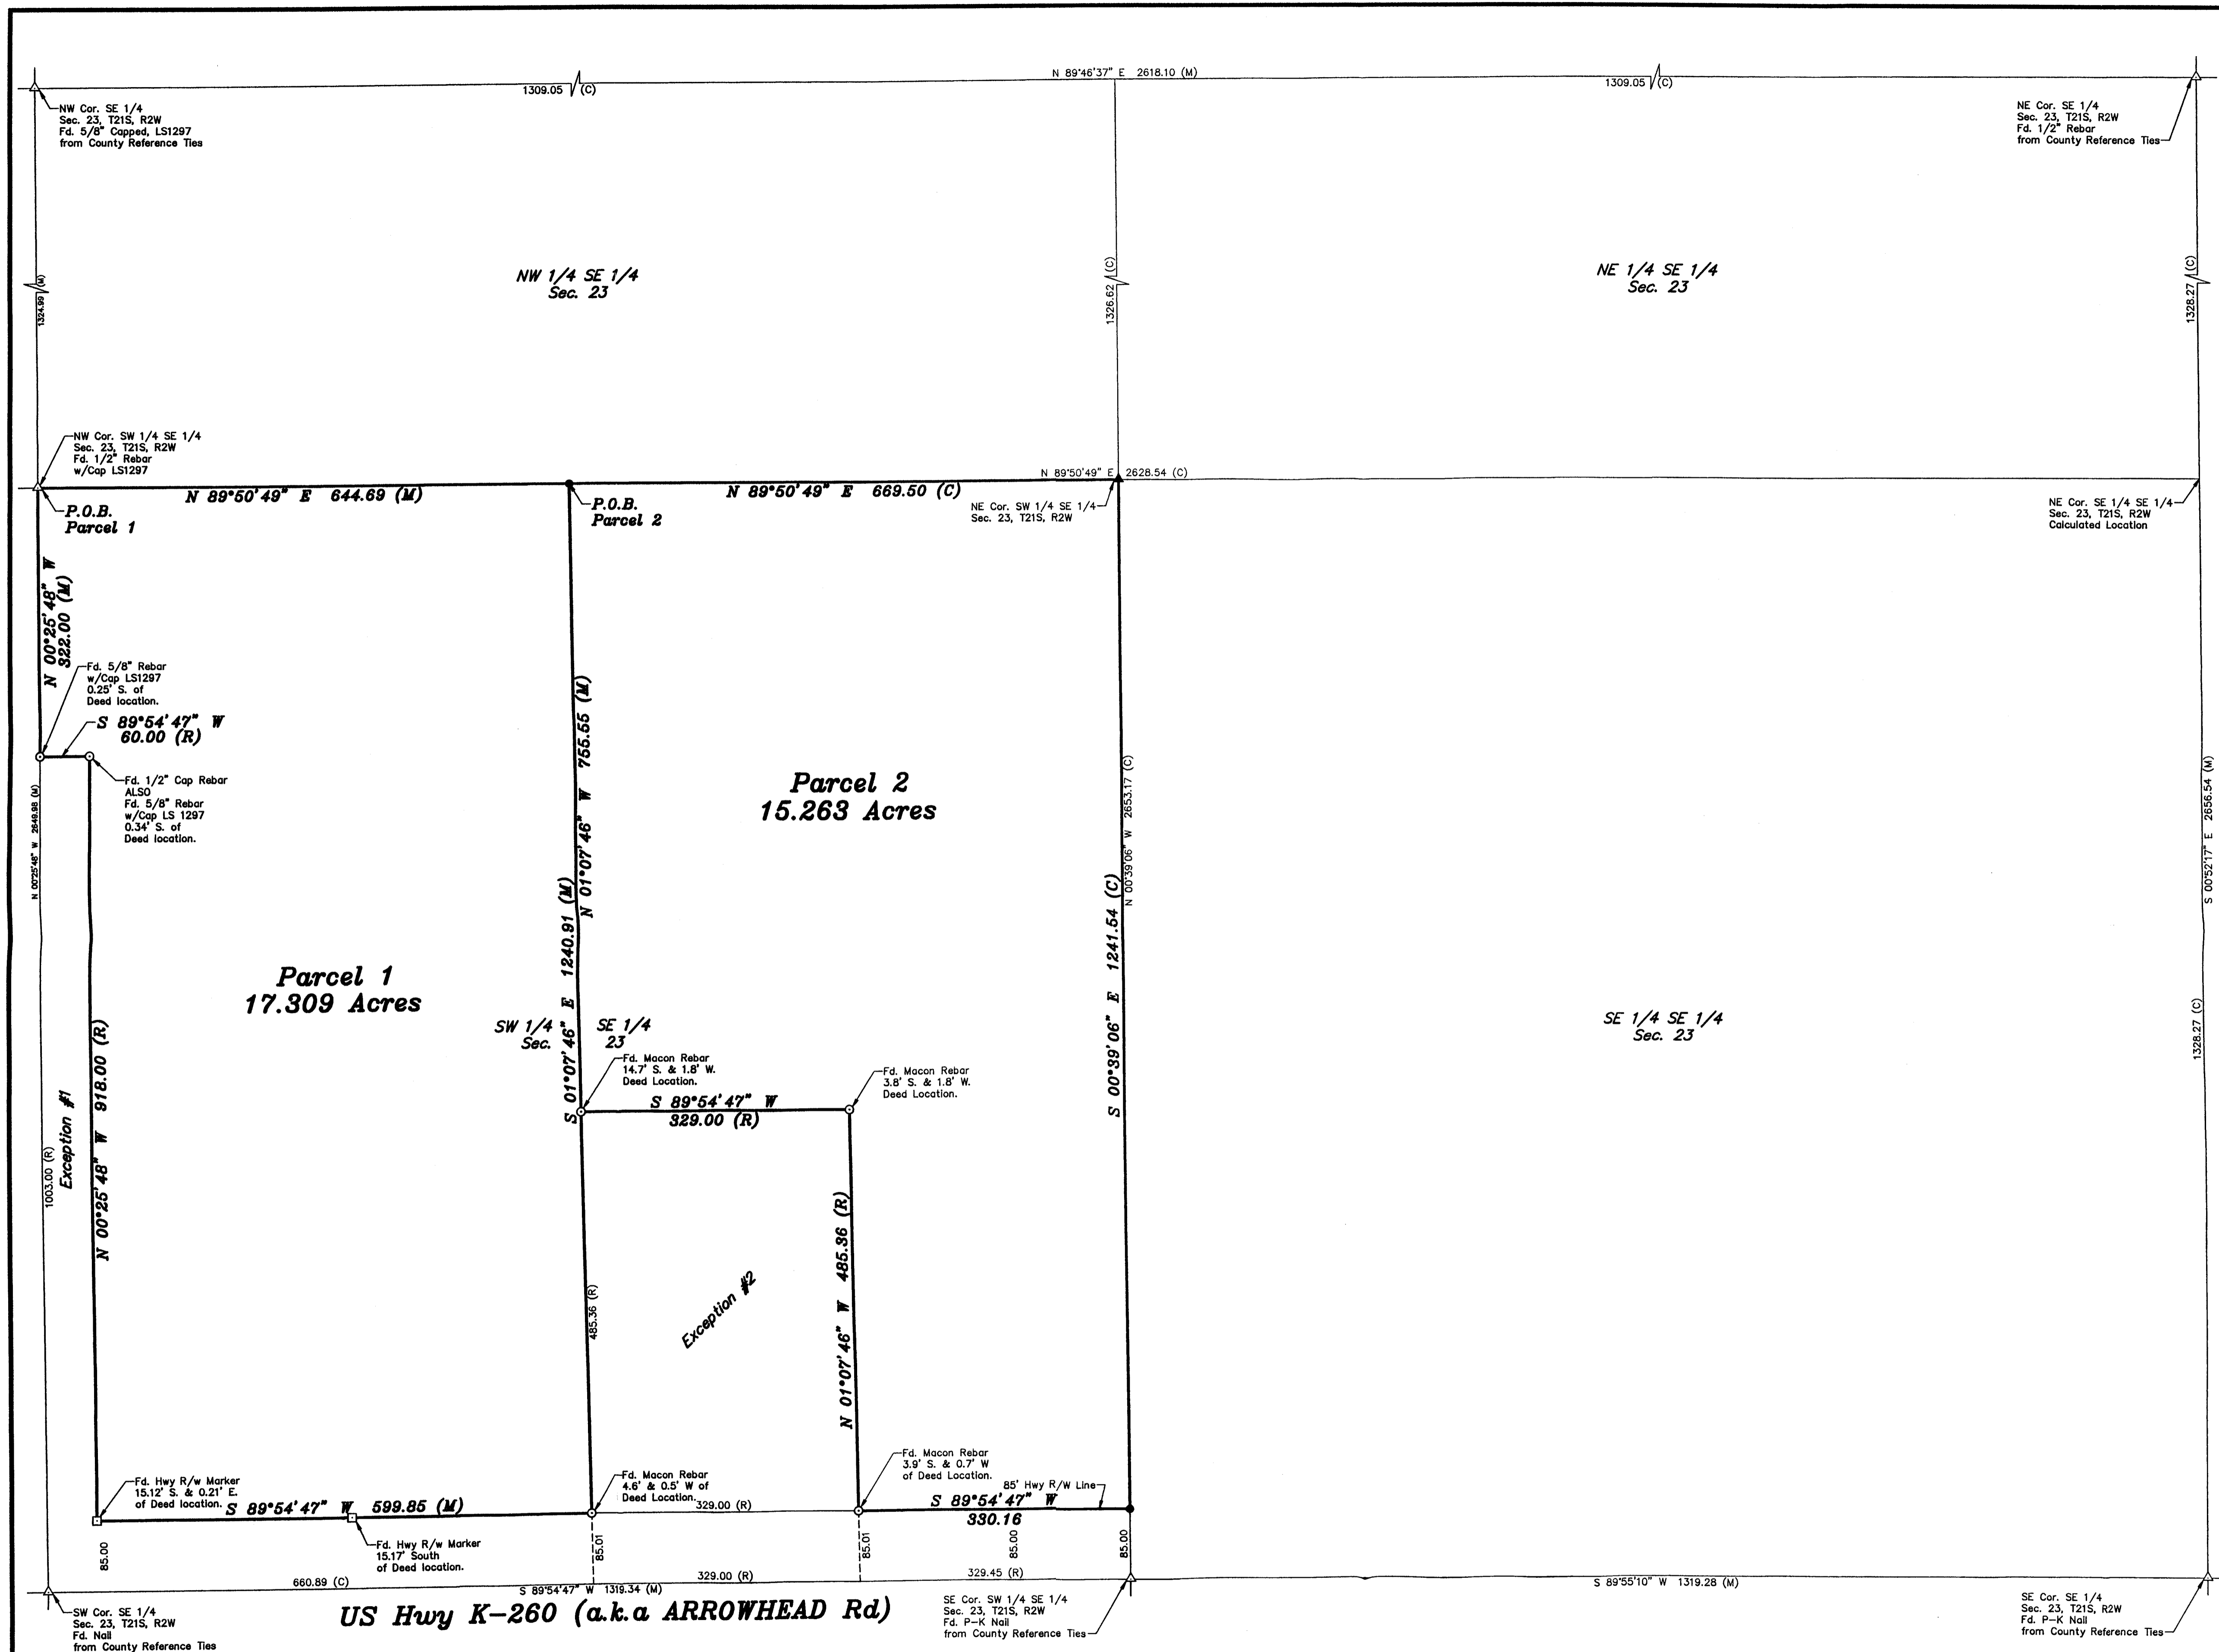 N 89°46'37" E 2618.10 (M)
1309.05 (C)
1309.05 (C)
NW Cor. SE 1/4
Sec. 23, T21S, R2W
Fd. 5/8" Capped, LS1297
from County Reference Ties
NE Cor. SE 1/4
Sec. 23, T21S, R2W
Fd. 1/2" Rebar
from County Reference Ties
1324.99 (M)
NW 1/4 SE 1/4
Sec. 23
1326.62 (C)
NE 1/4 SE 1/4
Sec. 23
1328.27 (C)
NW Cor. SW 1/4 SE 1/4
Sec. 23, T21S, R2W
Fd. 1/2" Rebar
w/Cap LS1297
N 89°50'49" E 644.69 (M)
P.O.B.
Parcel 1
P.O.B.
Parcel 2
N 89°50'49" E 669.50 (C)
N 89°50'49" E 2628.54 (C)
NE Cor. SW 1/4 SE 1/4
Sec. 23, T21S, R2W
NE Cor. SE 1/4 SE 1/4
Sec. 23, T21S, R2W
Calculated Location
N 00°25'48" W
322.00 (M)
Fd. 5/8" Rebar
w/Cap LS1297
0.25' S. of
Deed location.
S 89°54'47" W
60.00 (R)
Fd. 1/2" Cap Rebar
ALSO
Fd. 5/8" Rebar
w/Cap LS 1297
0.34' S. of
Deed location.
N 00°25'48" W 2649.98 (M)
N 01°07'46" W 755.55 (M)
Parcel 2
15.263 Acres
N 00°39'06" W 2653.17 (C)
S 00°52'17" E 2656.54 (M)
S 01°07'46" E 1240.91 (M)
S 00°39'06" E 1241.54 (C)
Parcel 1
17.309 Acres
SW 1/4 SE 1/4
Sec. 23
SE 1/4 SE 1/4
Sec. 23
1328.27 (C)
Fd. Macon Rebar
14.7' S. & 1.8' W.
Deed Location.
S 89°54'47" W
329.00 (R)
Fd. Macon Rebar
3.8' S. & 1.8' W.
Deed Location.
1003.00 (R)
Exception #1
N 00°25'48" W 918.00 (R)
485.36 (R)
Exception #2
N 01°07'46" W 485.36 (R)
Fd. Hwy R/w Marker
15.12' S. & 0.21' E.
of Deed location.
S 89°54'47" W 599.85 (M)
Fd. Hwy R/w Marker
15.17' South
of Deed location.
Fd. Macon Rebar
4.6' & 0.5' W of
Deed Location.
329.00 (R)
Fd. Macon Rebar
3.9' S. & 0.7' W
of Deed Location.
85' Hwy R/W Line
S 89°54'47" W
330.16
85.00
85.01
85.01
85.00
85.00
660.89 (C)
S 89°54'47" W 1319.34 (M)
329.00 (R)
329.45 (R)
S 89°55'10" W 1319.28 (M)
US Hwy K-260 (a.k.a ARROWHEAD Rd)
SW Cor. SE 1/4
Sec. 23, T21S, R2W
Fd. Nail
from County Reference Ties
SE Cor. SW 1/4 SE 1/4
Sec. 23, T21S, R2W
Fd. P-K Nail
from County Reference Ties
SE Cor. SE 1/4
Sec. 23, T21S, R2W
Fd. P-K Nail
from County Reference Ties